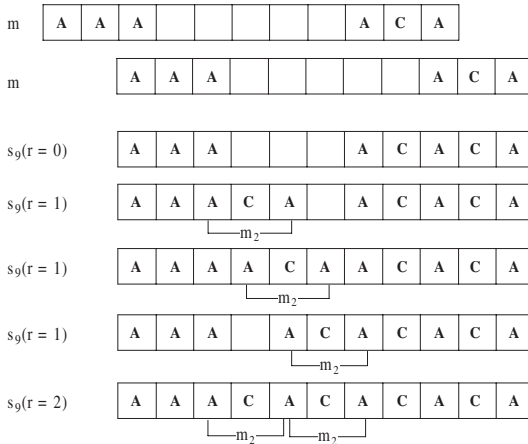 m A A A A C A
m A A A A C A
s₉(r = 0) A A A A C A C A
s₉(r = 1) A A A C A A C A C A
m₂
s₉(r = 1) A A A A C A A C A C A
m₂
s₉(r = 1) A A A A C A C A C A
m₂
s₉(r = 2) A A A C A C A C A C A
m₂ m₂